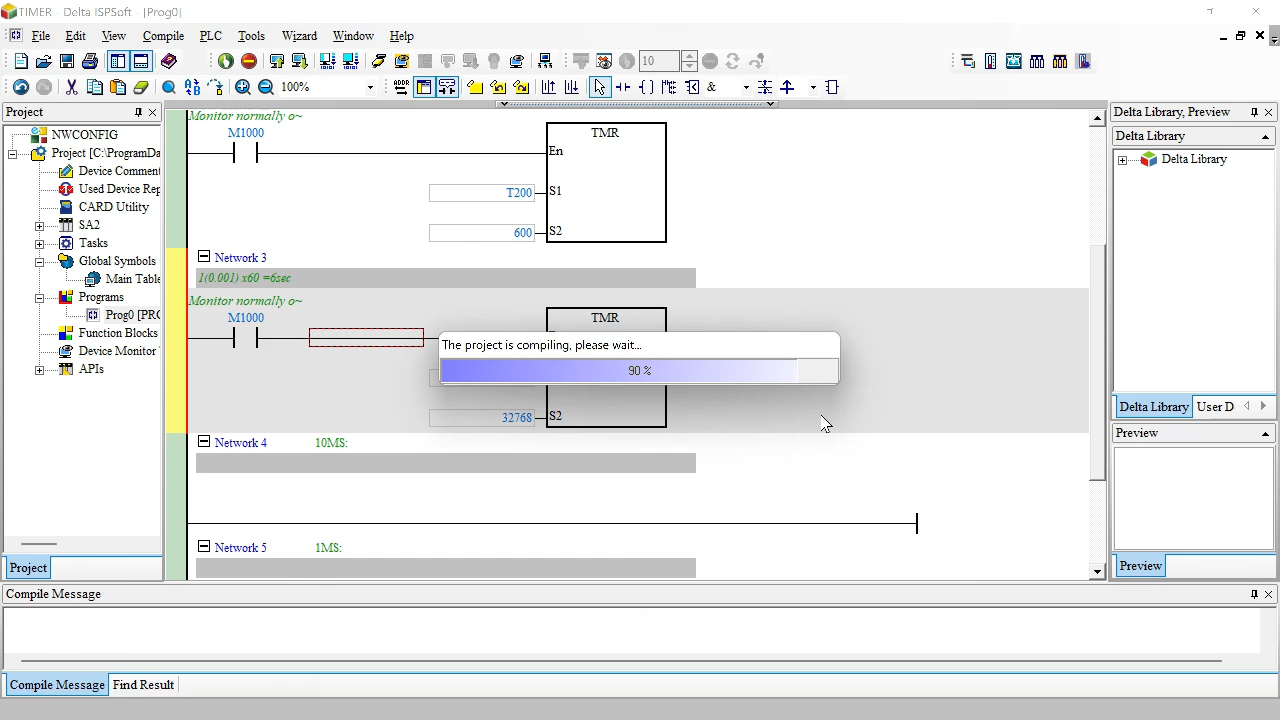 TIMER - Delta ISPSoft - [Prog0]
File Edit View Compile PLC Tools Wizard Window Help
10
100%
&
Project
NWCONFIG
Project [C:\ProgramDa
Device Comment
Used Device Rep
CARD Utility
SA2
Tasks
Global Symbols
Main Table
Programs
Prog0 [PRG
Function Blocks
Device Monitor
APIs
Project
Monitor normally o~
M1000
TMR
En
T200
S1
600
S2
Network 3
1(0.001) x60 =6sec
Monitor normally o~
M1000
TMR
The project is compiling, please wait...
90 %
32768
S2
Network 4 10MS:
Network 5 1MS:
Delta Library, Preview
Delta Library
Delta Library
Delta Library User D
Preview
Preview
Compile Message
Compile Message Find Result